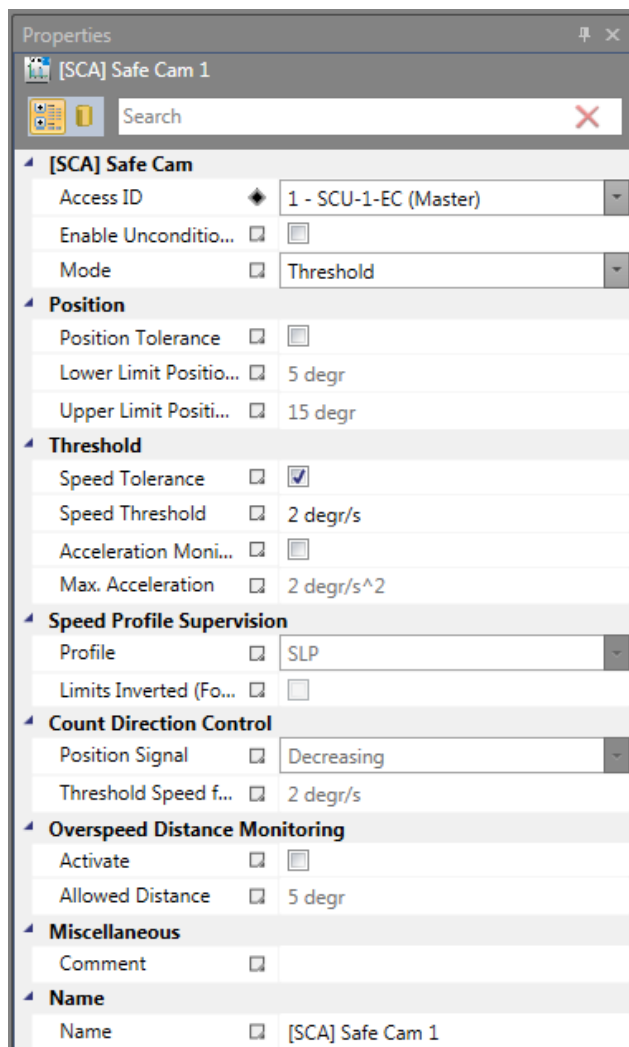 Properties
[SCA] Safe Cam 1
Search
[SCA] Safe Cam
Access ID 1 - SCU-1-EC (Master)
Enable Unconditio...
Mode Threshold
Position
Position Tolerance
Lower Limit Positio... 5 degr
Upper Limit Positi... 15 degr
Threshold
Speed Tolerance
Speed Threshold 2 degr/s
Acceleration Moni...
Max. Acceleration 2 degr/s^2
Speed Profile Supervision
Profile SLP
Limits Inverted (Fo...
Count Direction Control
Position Signal Decreasing
Threshold Speed f... 2 degr/s
Overspeed Distance Monitoring
Activate
Allowed Distance 5 degr
Miscellaneous
Comment
Name
Name [SCA] Safe Cam 1